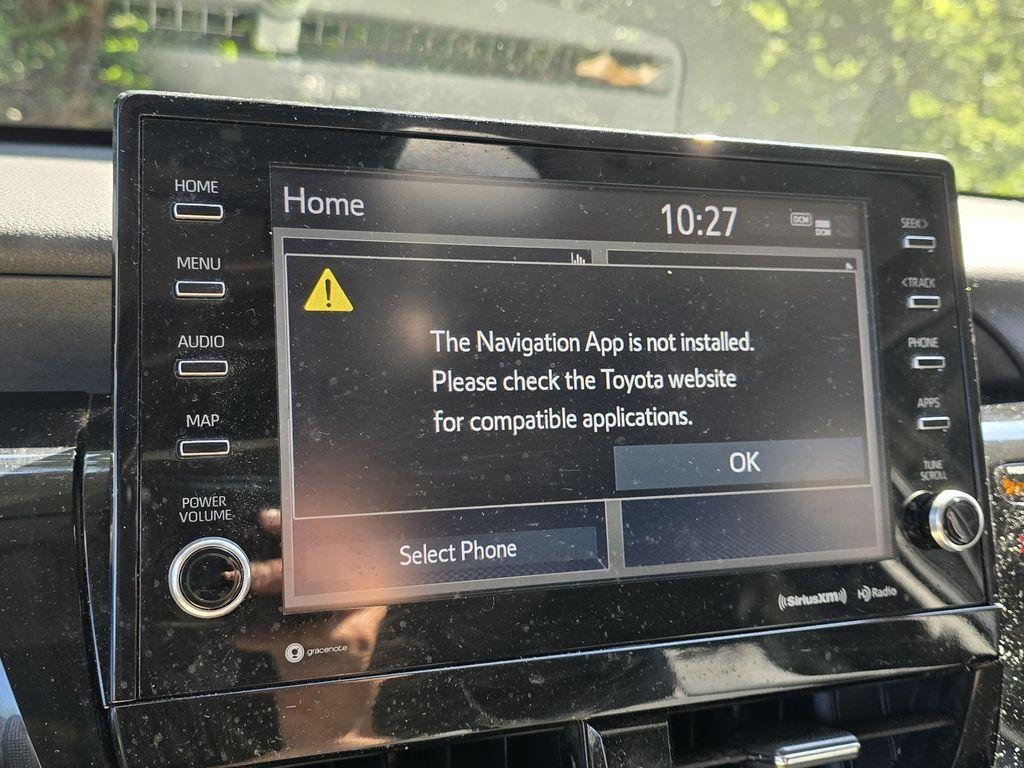 HOME
MENU
AUDIO
MAP
POWER
VOLUME
Home
10:27
DCM
DCM
The Navigation App is not installed.
Please check the Toyota website
for compatible applications.
OK
Select Phone
SEEK>
<TRACK
PHONE
APPS
TUNE
SCROLL
gracenote
((SiriusXM))
HD Radio